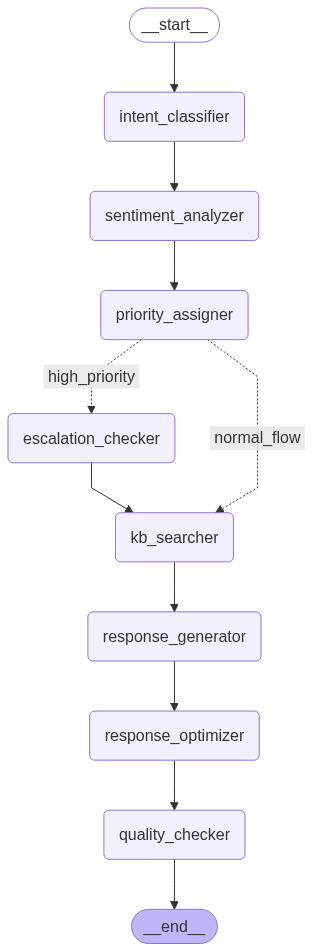 __start__
intent_classifier
sentiment_analyzer
priority_assigner
high_priority
escalation_checker
normal_flow
kb_searcher
response_generator
response_optimizer
quality_checker
__end__